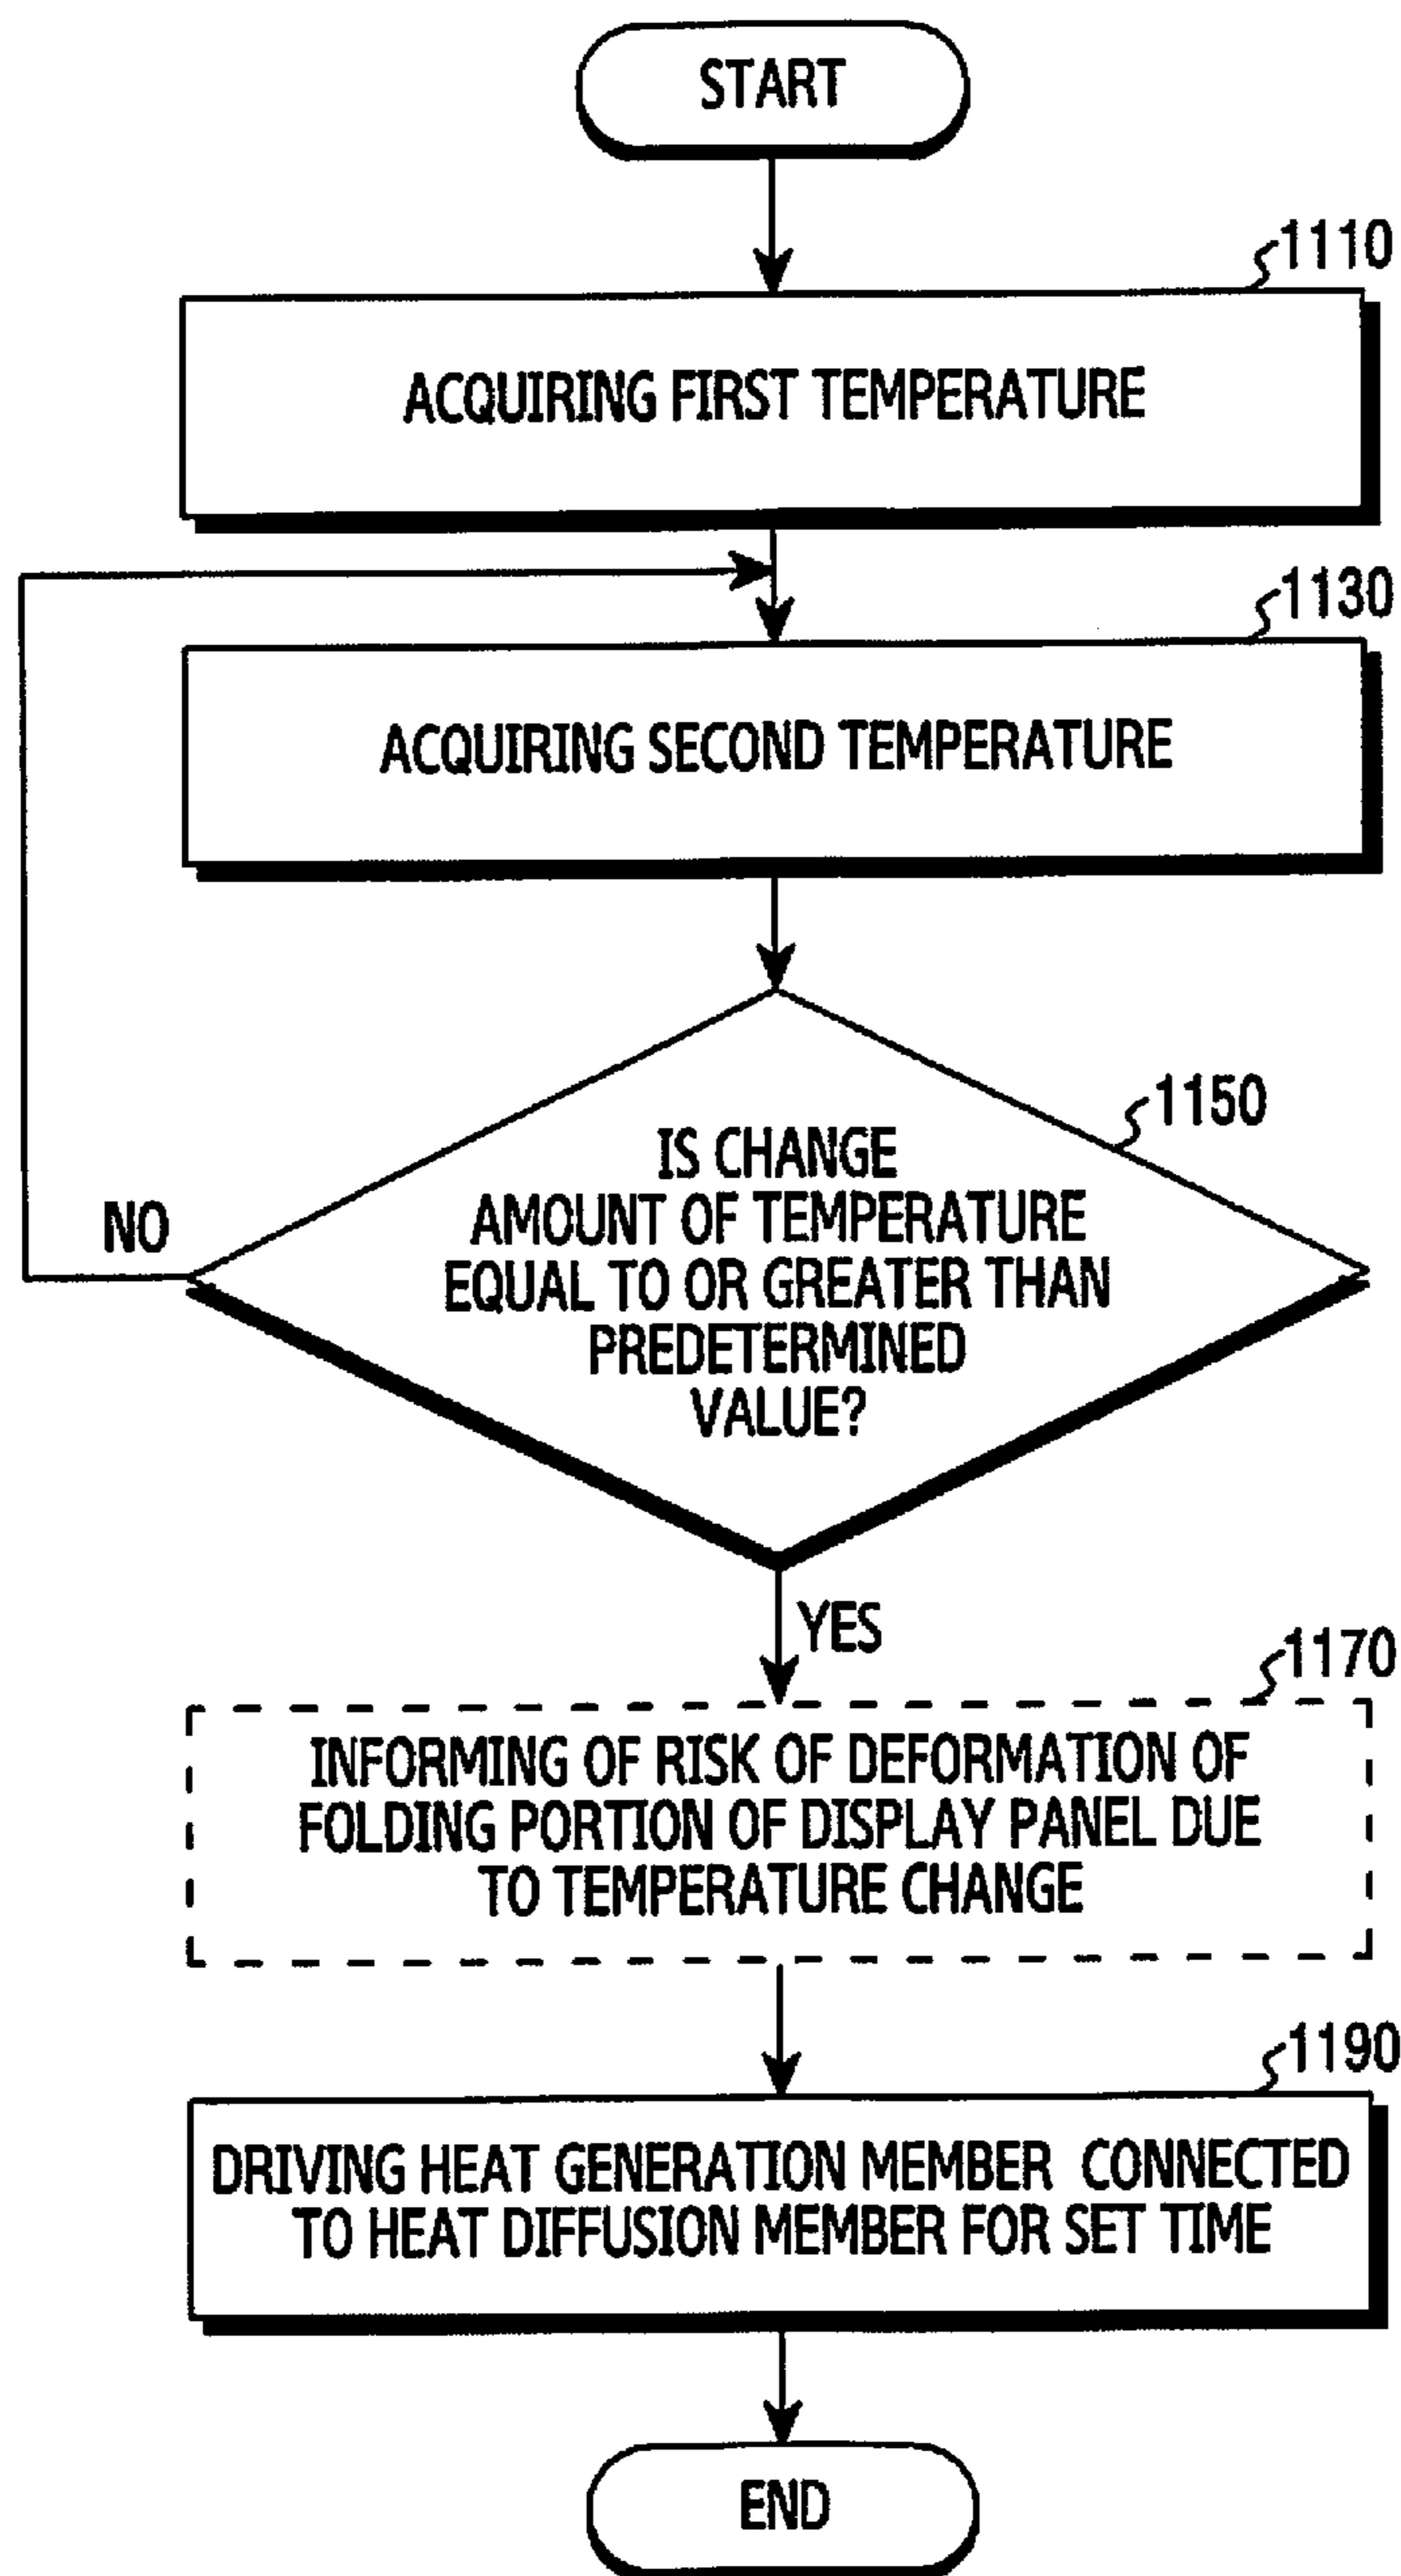 START
1110
ACQUIRING FIRST TEMPERATURE
1130
ACQUIRING SECOND TEMPERATURE
1150
IS CHANGE
AMOUNT OF TEMPERATURE
EQUAL TO OR GREATER THAN
PREDETERMINED
VALUE?
NO
YES
1170
INFORMING OF RISK OF DEFORMATION OF
FOLDING PORTION OF DISPLAY PANEL DUE
TO TEMPERATURE CHANGE
1190
DRIVING HEAT GENERATION MEMBER CONNECTED
TO HEAT DIFFUSION MEMBER FOR SET TIME
END